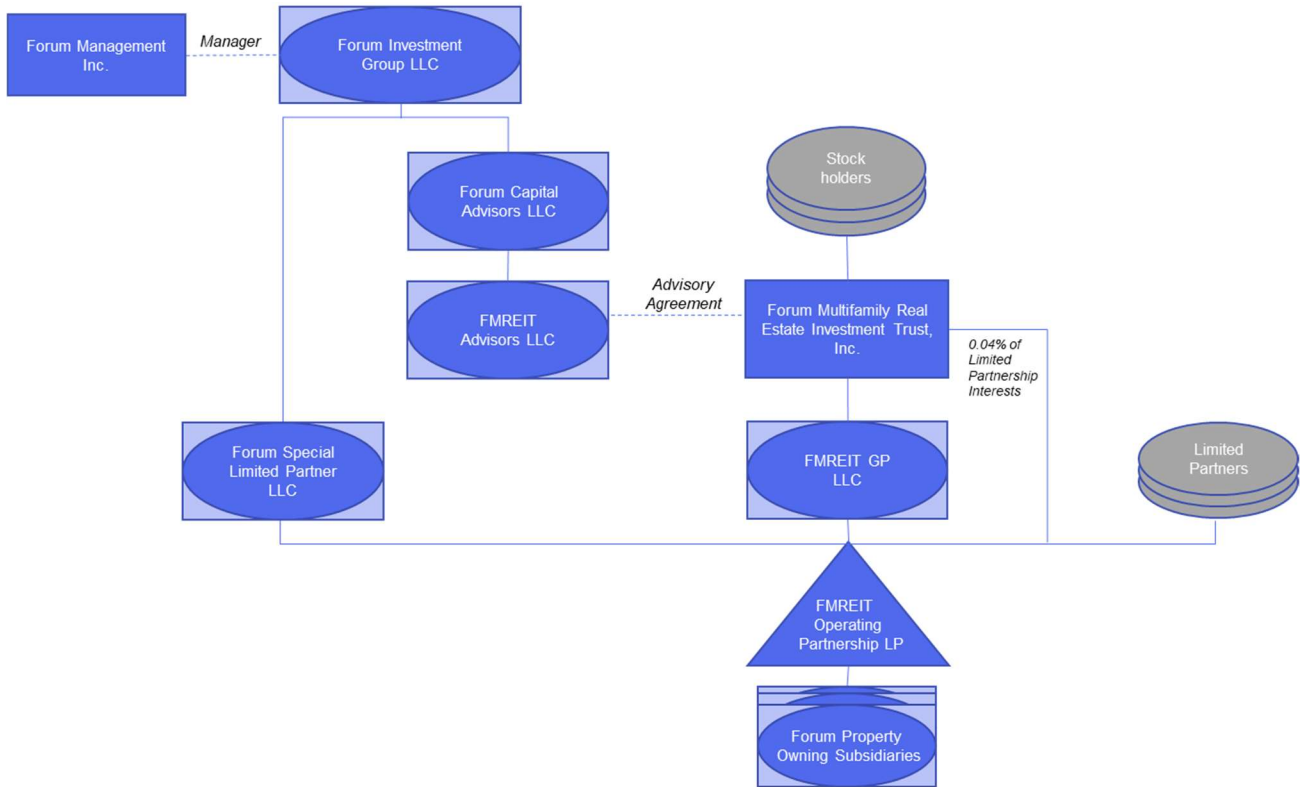 Forum Management
Inc.
Manager
Forum Investment
Group LLC
Stock
holders
Forum Capital
Advisors LLC
Advisory
Agreement
FMREIT
Advisors LLC
Forum Multifamily Real
Estate Investment Trust,
Inc.
0.04% of
Limited
Partnership
Interests
Forum Special
Limited Partner
LLC
FMREIT GP
LLC
Limited
Partners
FMREIT
Operating
Partnership LP
Forum Property
Owning Subsidiaries